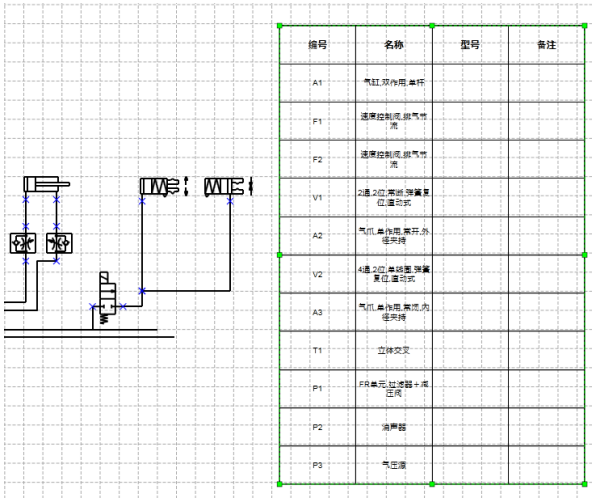 编号 名称 型号 备注
A1 气缸,双作用,单杆
F1 速度控制阀,排气节
流
F2 速度控制阀,排气节
流
V1 2通,2位,常断,弹簧复
位,直动式
A2 气爪,单作用,常开,外
径夹持
V2 4通,2位,单线圈,弹簧
复位,直动式
A3 气爪,单作用,常闭,内
径夹持
T1 立体交叉
P1 FR单元,过滤器+减
压阀
P2 消声器
P3 气压源